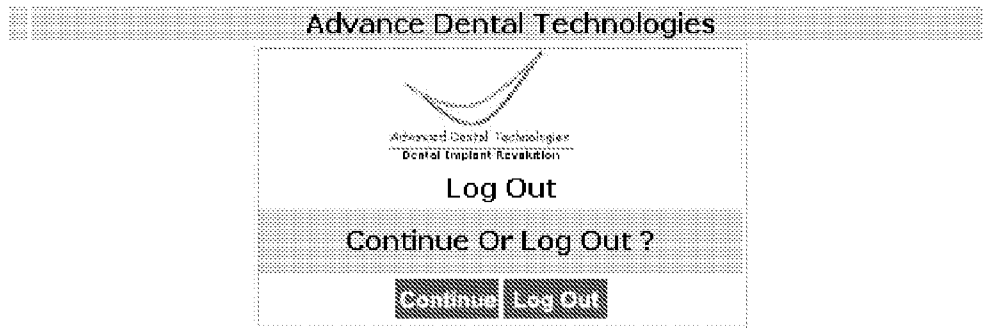 Advance Dental Technologies
Advanced Dental Technologies
Dental Implant Revolution
Log Out
Continue Or Log Out ?
Continue Log Out